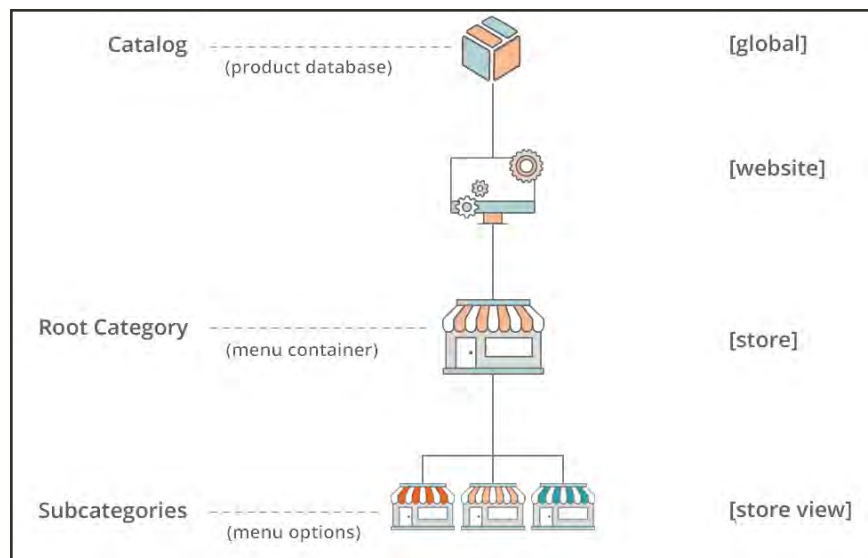 Catalog
(product database)
[global]
[website]
Root Category
(menu container)
[store]
Subcategories
(menu options)
[store view]